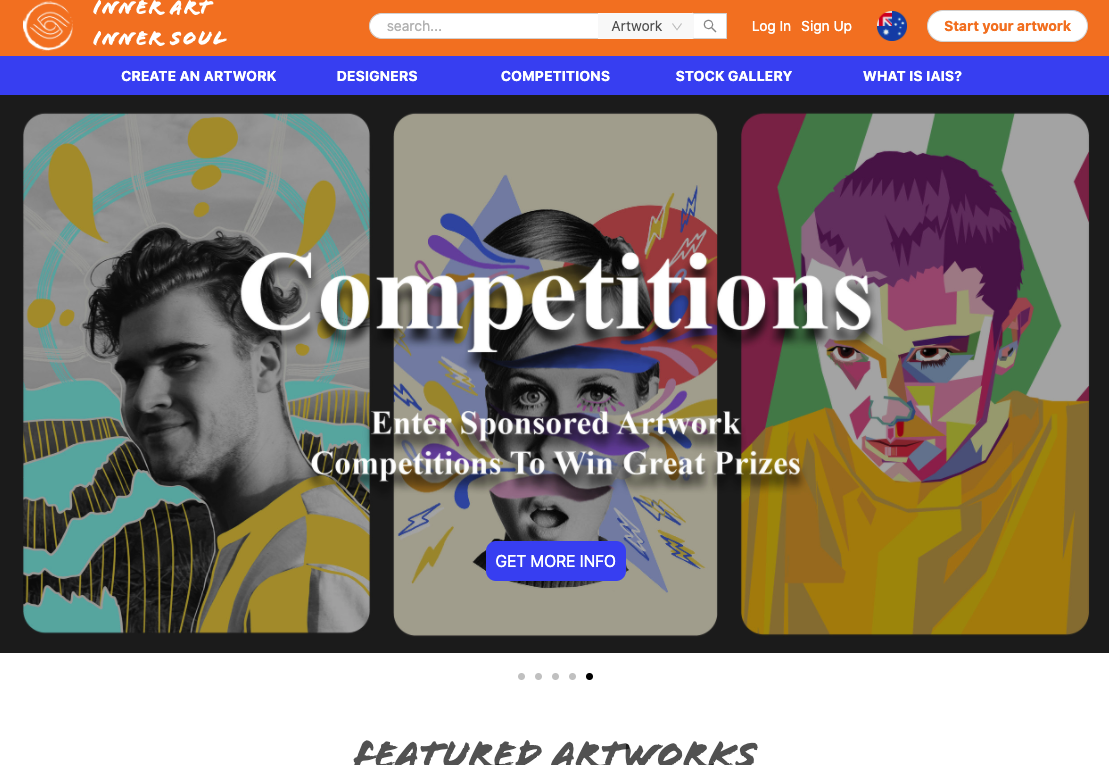 INNER ART
INNER SOUL
search...
Artwork
Log In
Sign Up
Start your artwork
CREATE AN ARTWORK
DESIGNERS
COMPETITIONS
STOCK GALLERY
WHAT IS IAIS?
Competitions
Enter Sponsored Artwork
Competitions To Win Great Prizes
GET MORE INFO
FEATURED ARTWORKS